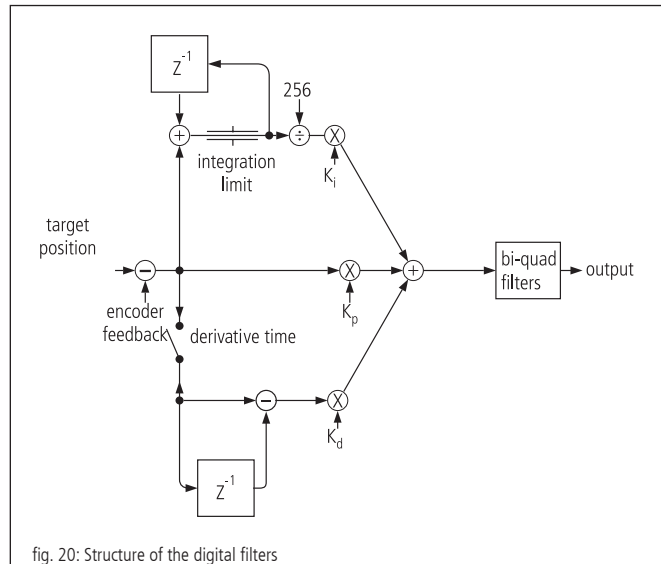 Z-1
256
+
÷
X
integration
limit
Ki
target
position
−
X
+
bi-quad
filters
output
encoder
feedback
Kp
derivative time
−
X
Kd
Z-1
fig. 20: Structure of the digital filters